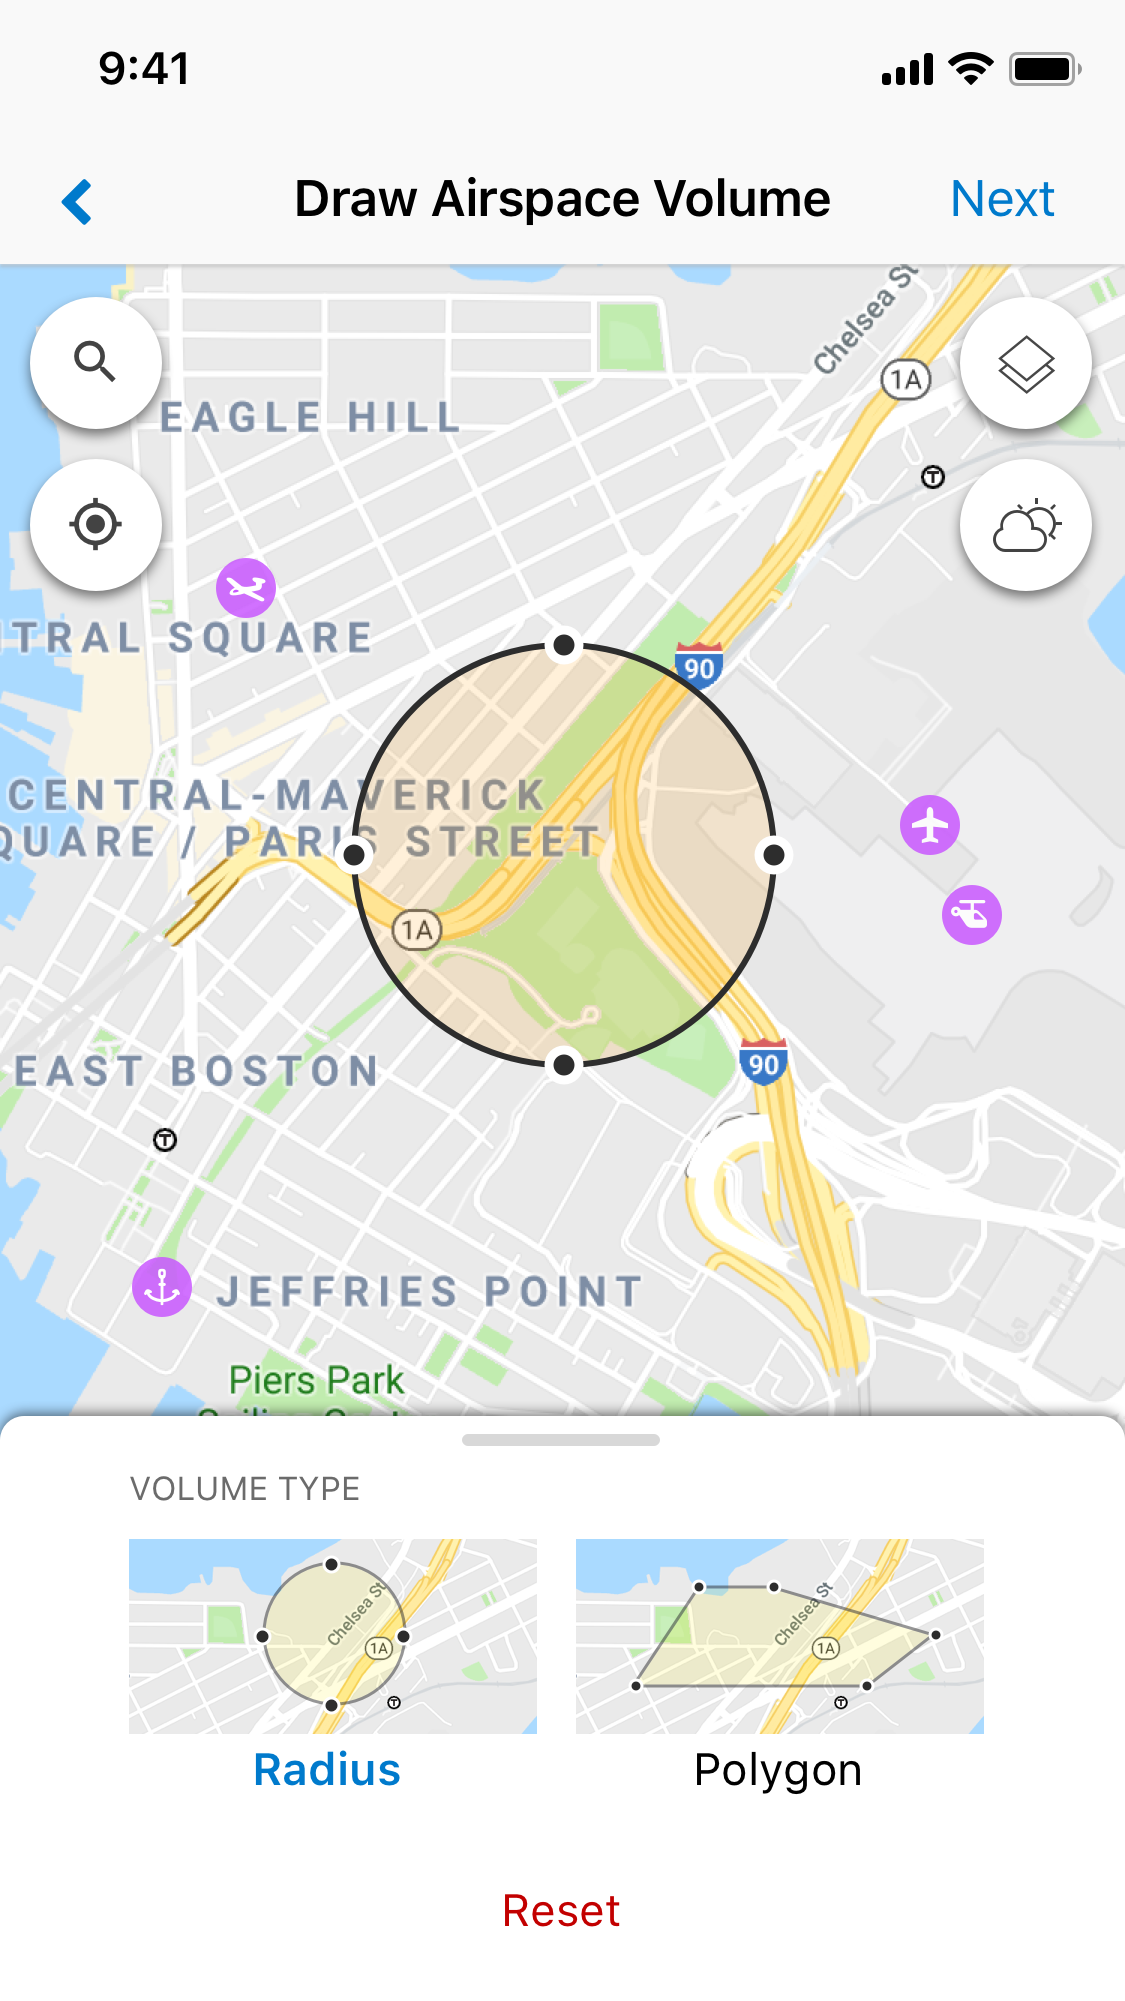 9:41
Draw Airspace Volume
Next
Chelsea St
1A
EAGLE HILL
T
TRAL SQUARE
90
CENTRAL-MAVERICK
QUARE / PARIS STREET
1A
EAST BOSTON
90
T
JEFFRIES POINT
Piers Park
VOLUME TYPE
Chelsea St
1A
T
Chelsea St
1A
T
Radius
Polygon
Reset